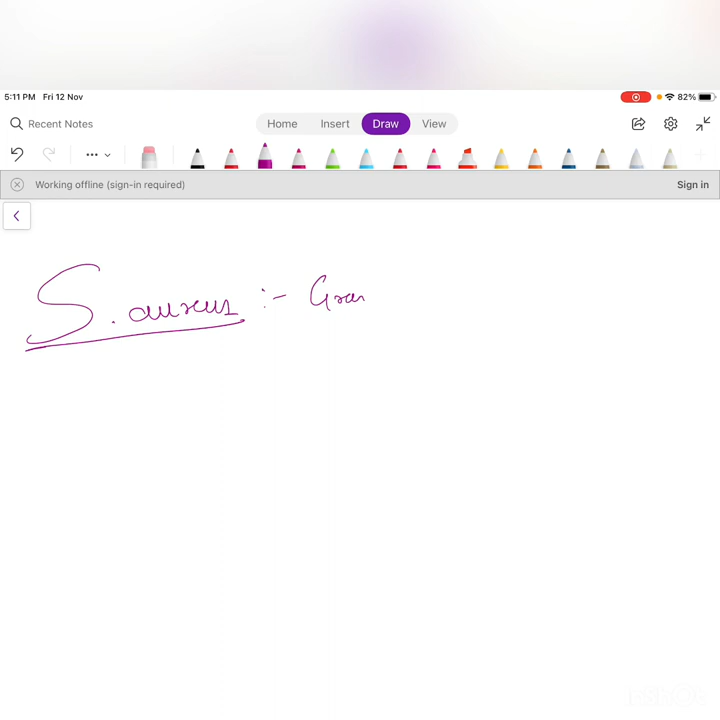 5:11 PM Fri 12 Nov 82%
Recent Notes Home Insert Draw View
Working offline (sign-in required) Sign in
S. aureus :- Gra